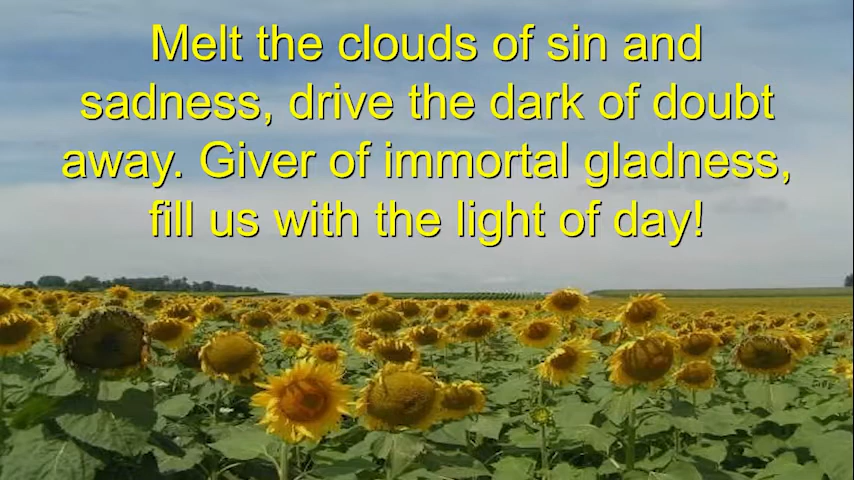 Melt the clouds of sin and
sadness, drive the dark of doubt
away. Giver of immortal gladness,
fill us with the light of day!